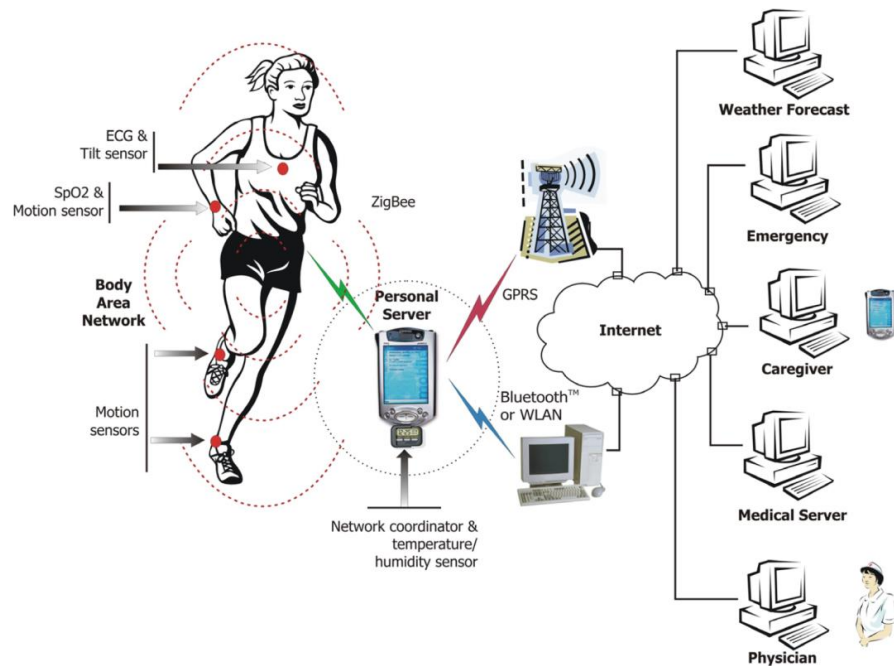 ECG &
Tilt sensor
SpO2 &
Motion sensor
Body
Area
Network
Motion
sensors
ZigBee
Personal
Server
Network coordinator &
temperature/
humidity sensor
GPRS
Bluetooth™
or WLAN
Internet
Weather Forecast
Emergency
Caregiver
Medical Server
Physician